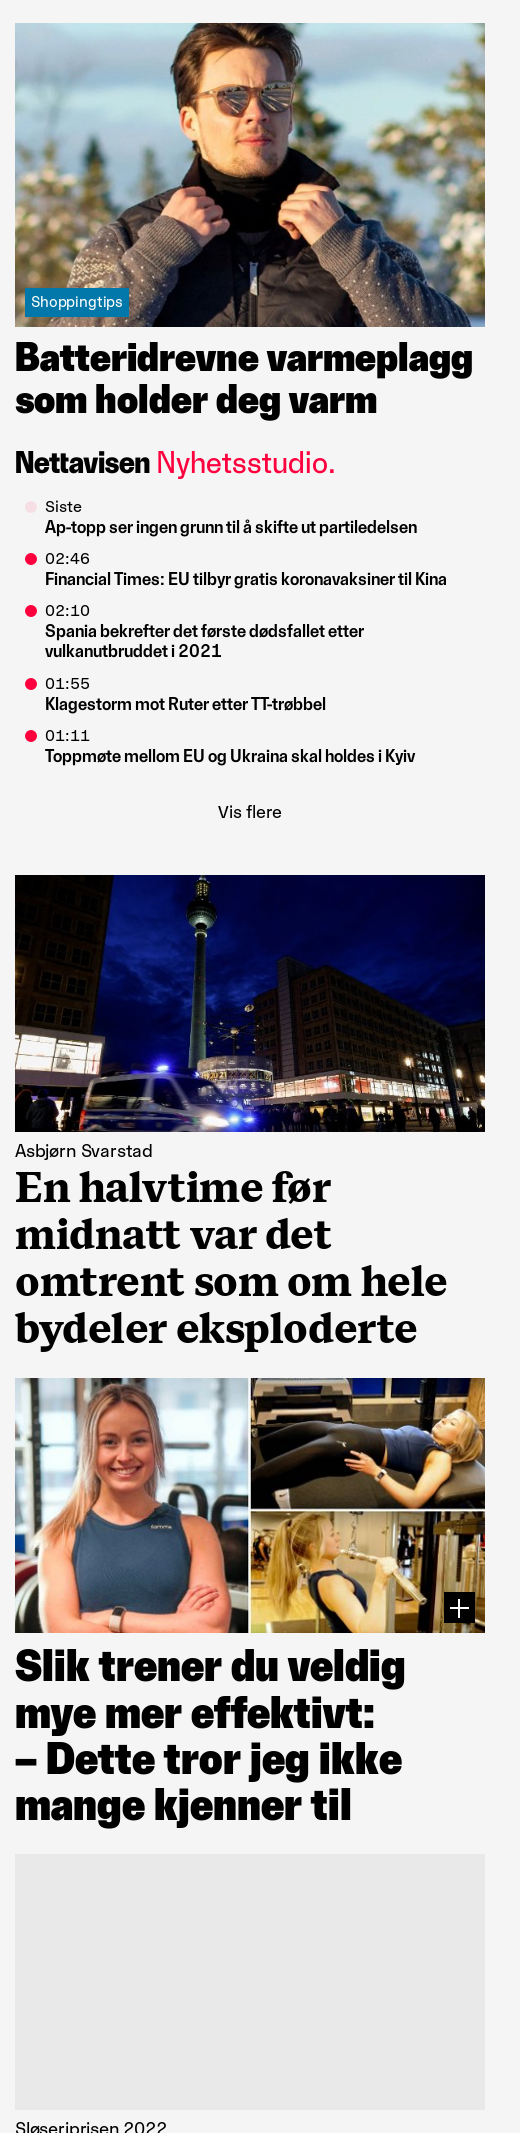 Shoppingtips
Batteridrevne varmeplagg
som holder deg varm
Nettavisen Nyhetsstudio.
Siste
Ap-topp ser ingen grunn til å skifte ut partiledelsen
02:46
Financial Times: EU tilbyr gratis koronavaksiner til Kina
02:10
Spania bekrefter det første dødsfallet etter
vulkanutbruddet i 2021
01:55
Klagestorm mot Ruter etter TT-trøbbel
01:11
Toppmøte mellom EU og Ukraina skal holdes i Kyiv
Vis flere
Asbjørn Svarstad
En halvtime før
midnatt var det
omtrent som om hele
bydeler eksploderte
Slik trener du veldig
mye mer effektivt:
– Dette tror jeg ikke
mange kjenner til
Sløseriprisen 2022